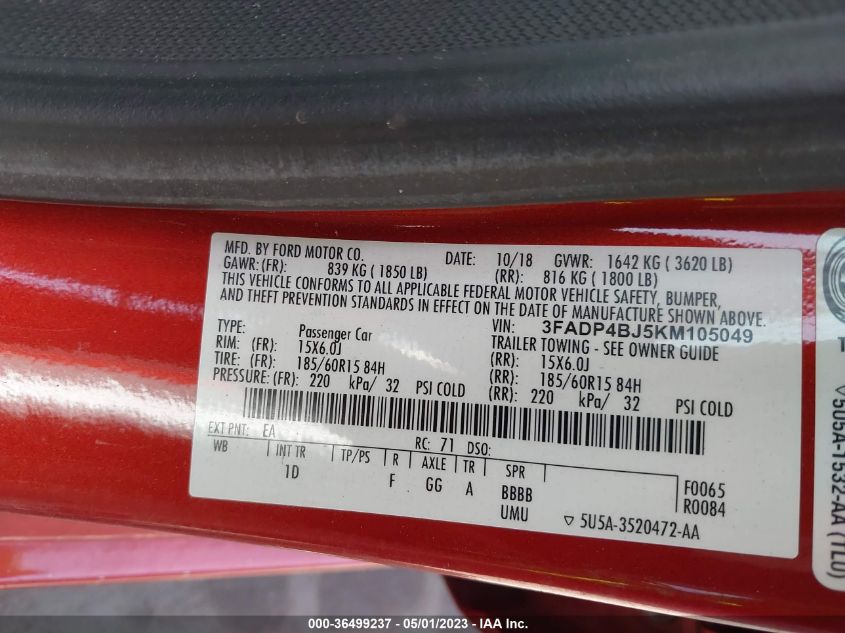 MFD. BY FORD MOTOR CO. DATE: 10/18 GVWR: 1642 KG ( 3620 LB)
GAWR: (FR): 839 KG ( 1850 LB) (RR): 816 KG ( 1800 LB)
THIS VEHICLE CONFORMS TO ALL APPLICABLE FEDERAL MOTOR VEHICLE SAFETY, BUMPER,
AND THEFT PREVENTION STANDARDS IN EFFECT ON THE DATE OF MANUFACTURE SHOWN ABOVE.
VIN: 3FADP4BJ5KM105049
TYPE: Passenger Car TRAILER TOWING - SEE OWNER GUIDE
RIM: (FR): 15X6.0J (RR): 15X6.0J
TIRE: (FR): 185/60R15 84H (RR): 185/60R15 84H
PRESSURE: (FR): 220 kPa/ 32 PSI COLD (RR): 220 kPa/ 32 PSI COLD
EXT PNT: EA RC: 71 DSO:
WB INT TR TP/PS R AXLE TR SPR
1D F GG A BBBB F0065
UMU R0084
5U5A-3520472-AA
5U5A-1532-AA (TL0)
000-36499237 - 05/01/2023 - IAA Inc.